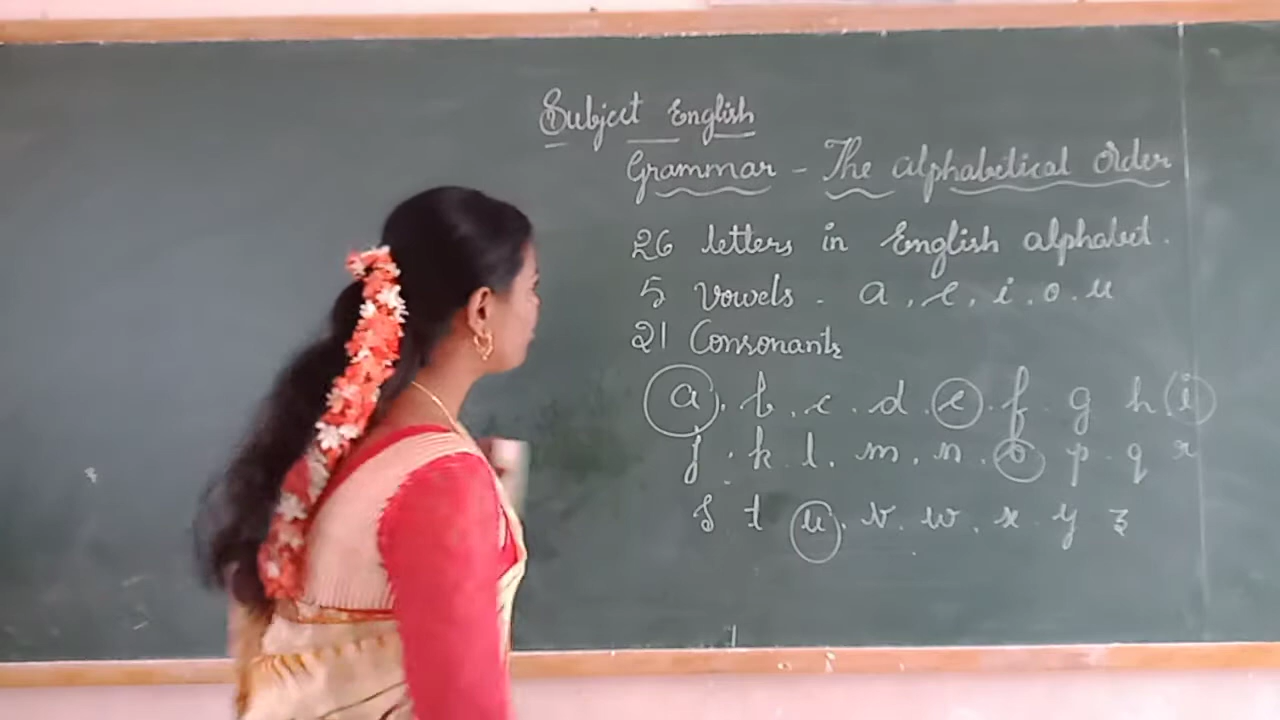 Subject English
Grammar - The alphabetical Order
26 letters in English alphabet.
5 Vowels - a, e, i, o, u
21 Consonants
a, b, c, d, e, f g h i
j, k l, m, n, o p q r
s t u, v, w, x y z